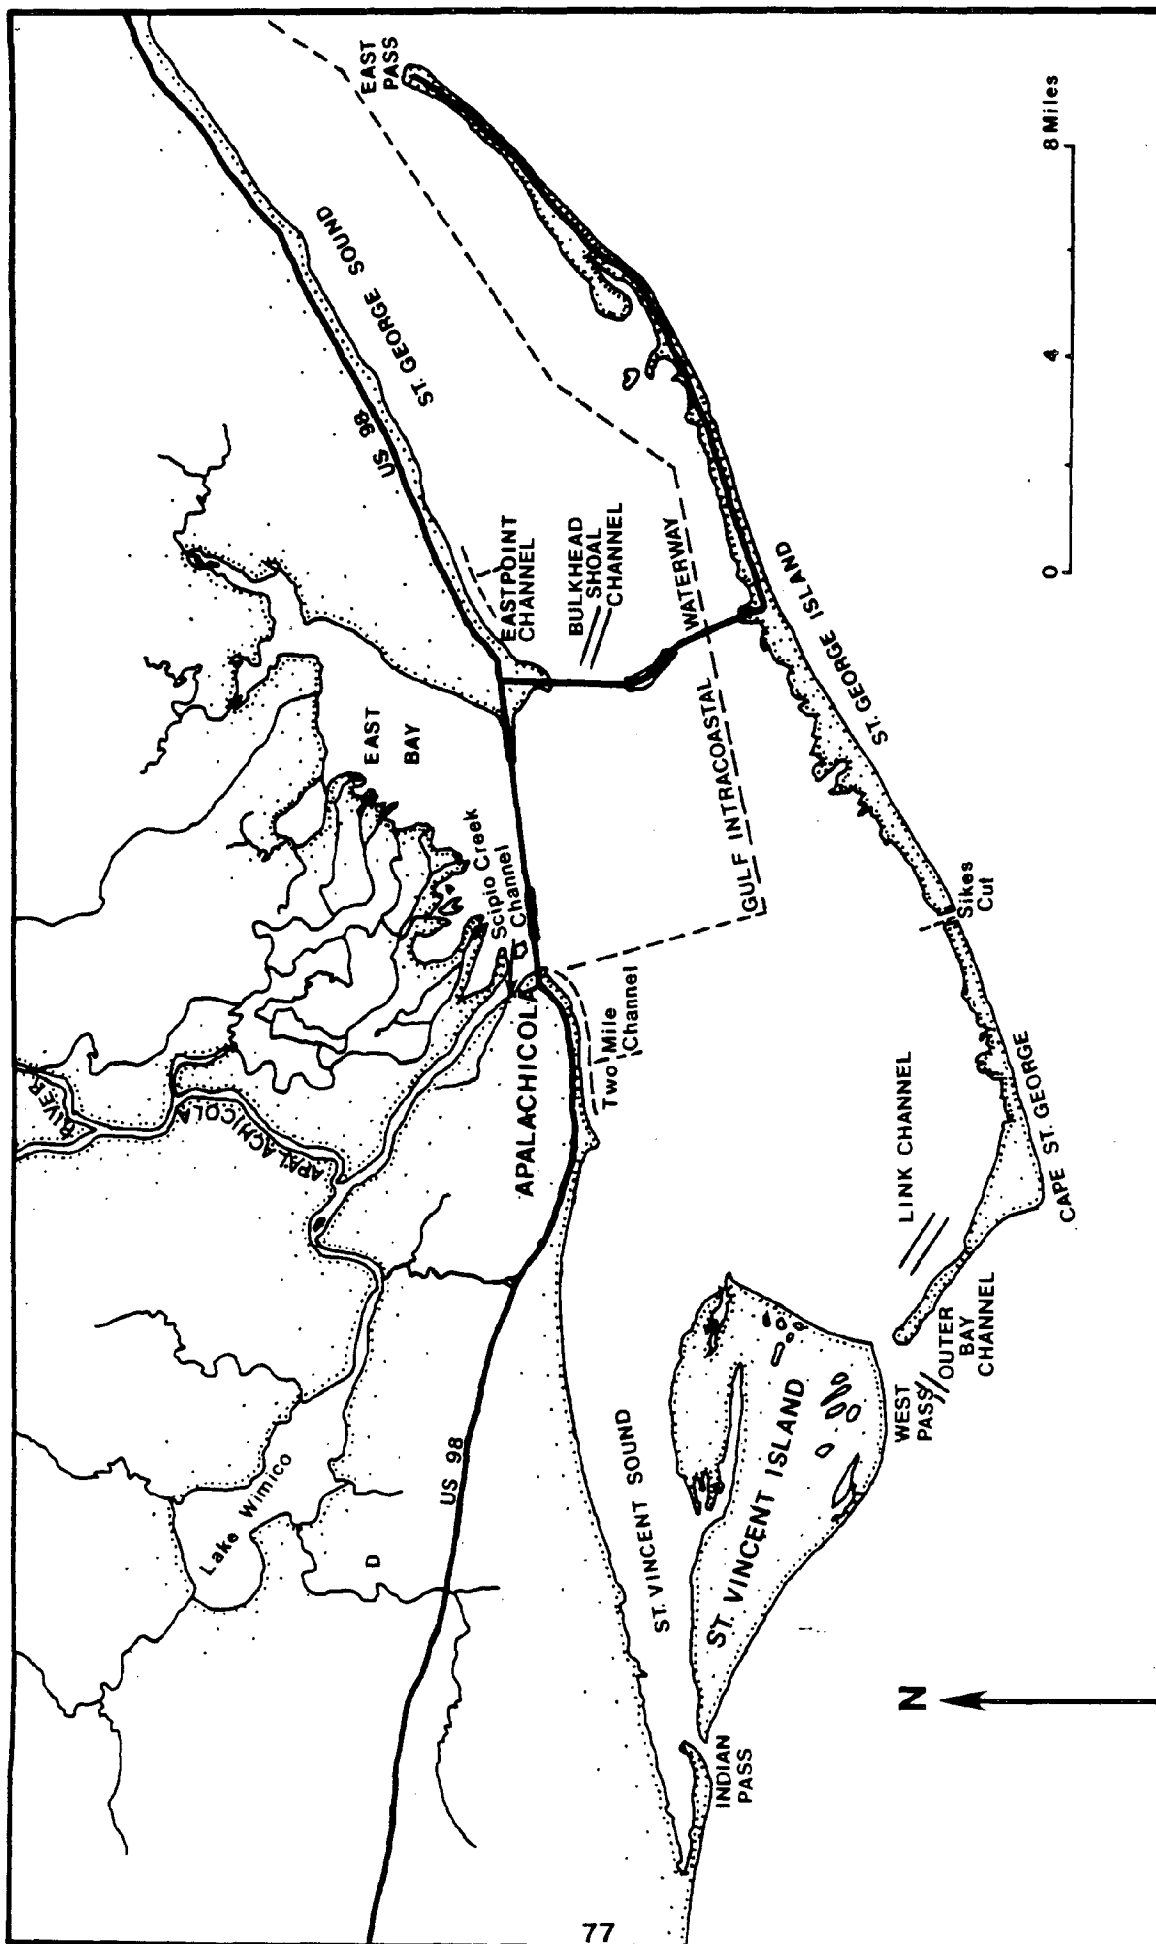 RIVER
APALACHICOLA
Lake Wimico
D
US 98
US 98
EAST
BAY
Scipio Creek
Channel
APALACHICOLA
Two Mile
Channel
EASTPOINT
CHANNEL
BULKHEAD
SHOAL
CHANNEL
ST. GEORGE SOUND
EAST
PASS
GULF INTRACOASTAL
WATERWAY
ST. VINCENT SOUND
ST. VINCENT ISLAND
INDIAN
PASS
WEST
PASS
OUTER
BAY
CHANNEL
LINK CHANNEL
CAPE ST. GEORGE
Sikes
Cut
ST. GEORGE ISLAND
N
0 4 8 Miles
77